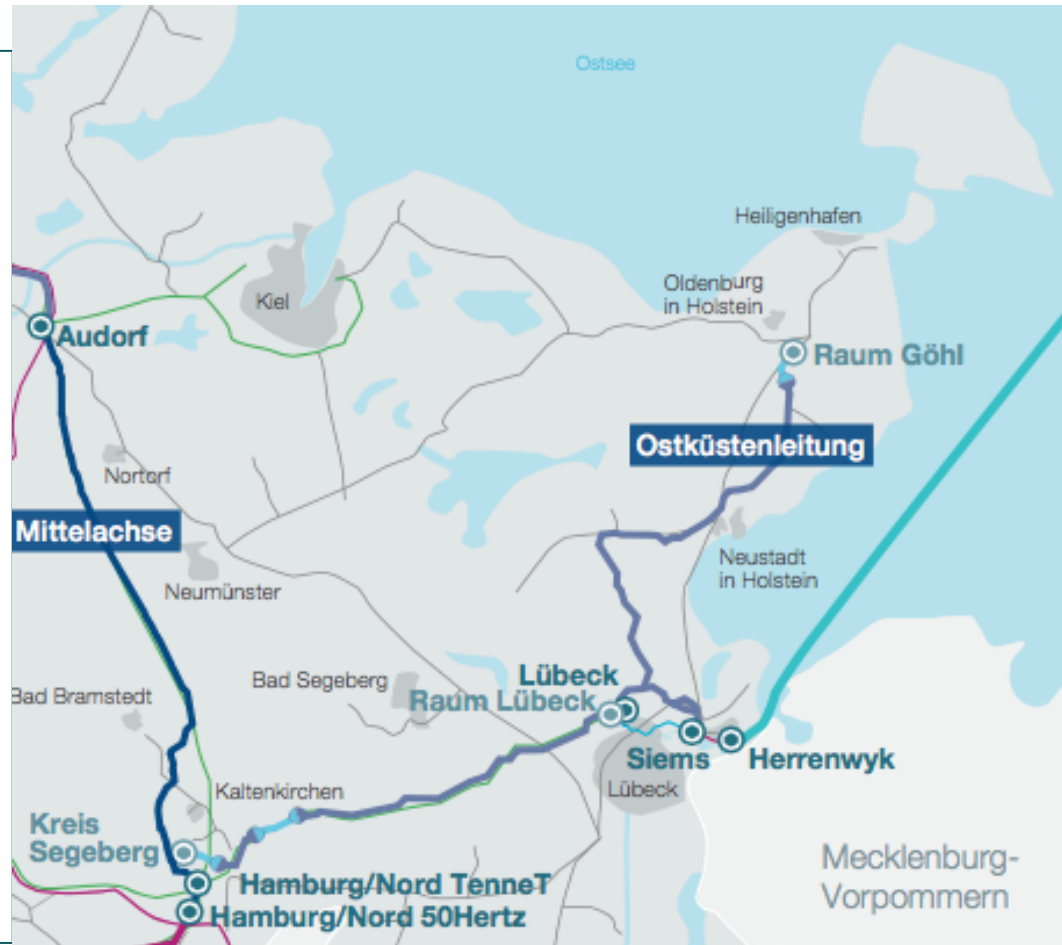 Ostsee
Heiligenhafen
Oldenburg
in Holstein
Kiel
Audorf
Raum Göhl
Ostküstenleitung
Nortorf
Mittelachse
Neustadt
in Holstein
Neumünster
Lübeck
Bad Segeberg
Raum Lübeck
Bad Bramstedt
Siems
Herrenwyk
Lübeck
Kaltenkirchen
Kreis
Segeberg
Mecklenburg-
Vorpommern
Hamburg/Nord TenneT
Hamburg/Nord 50Hertz